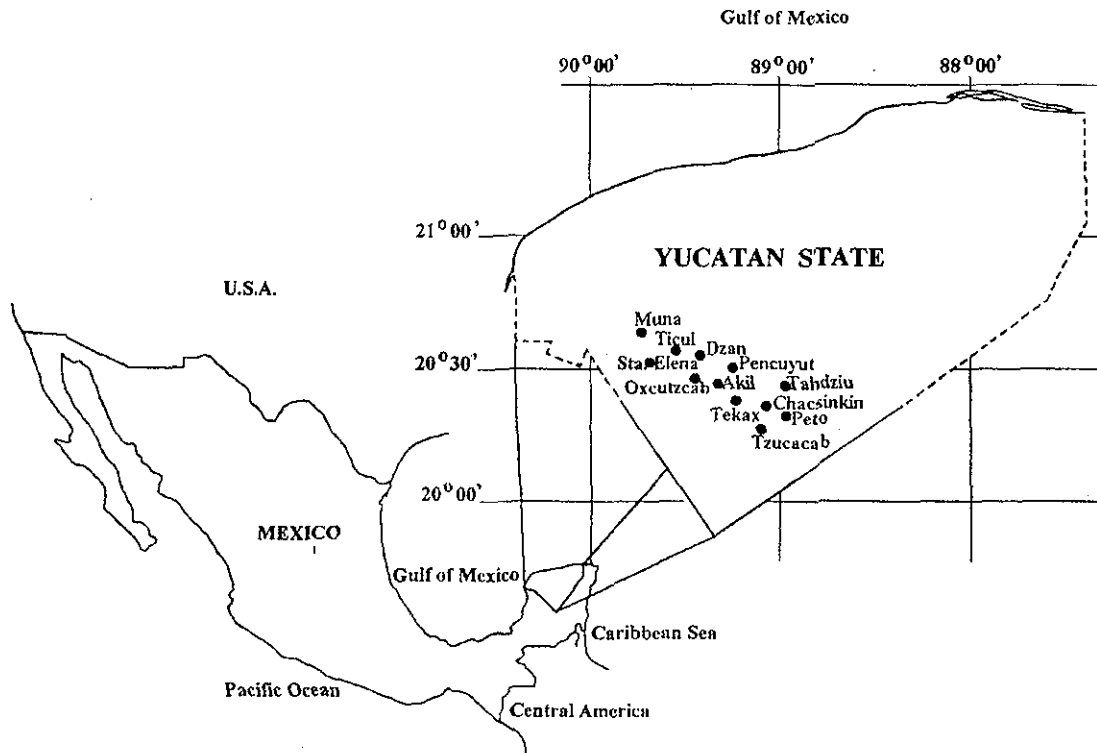 Gulf of Mexico
90°00'
89°00'
88°00'
21°00'
YUCATAN STATE
U.S.A.
Muna
Ticul
Dzan
20°30'
Sta. Elena
Pencuyut
Oxcutzcab
Akil
Tahdziu
Chacsinkin
Tekax
Peto
Tzucacab
20°00'
MEXICO
Gulf of Mexico
Caribbean Sea
Pacific Ocean
Central America